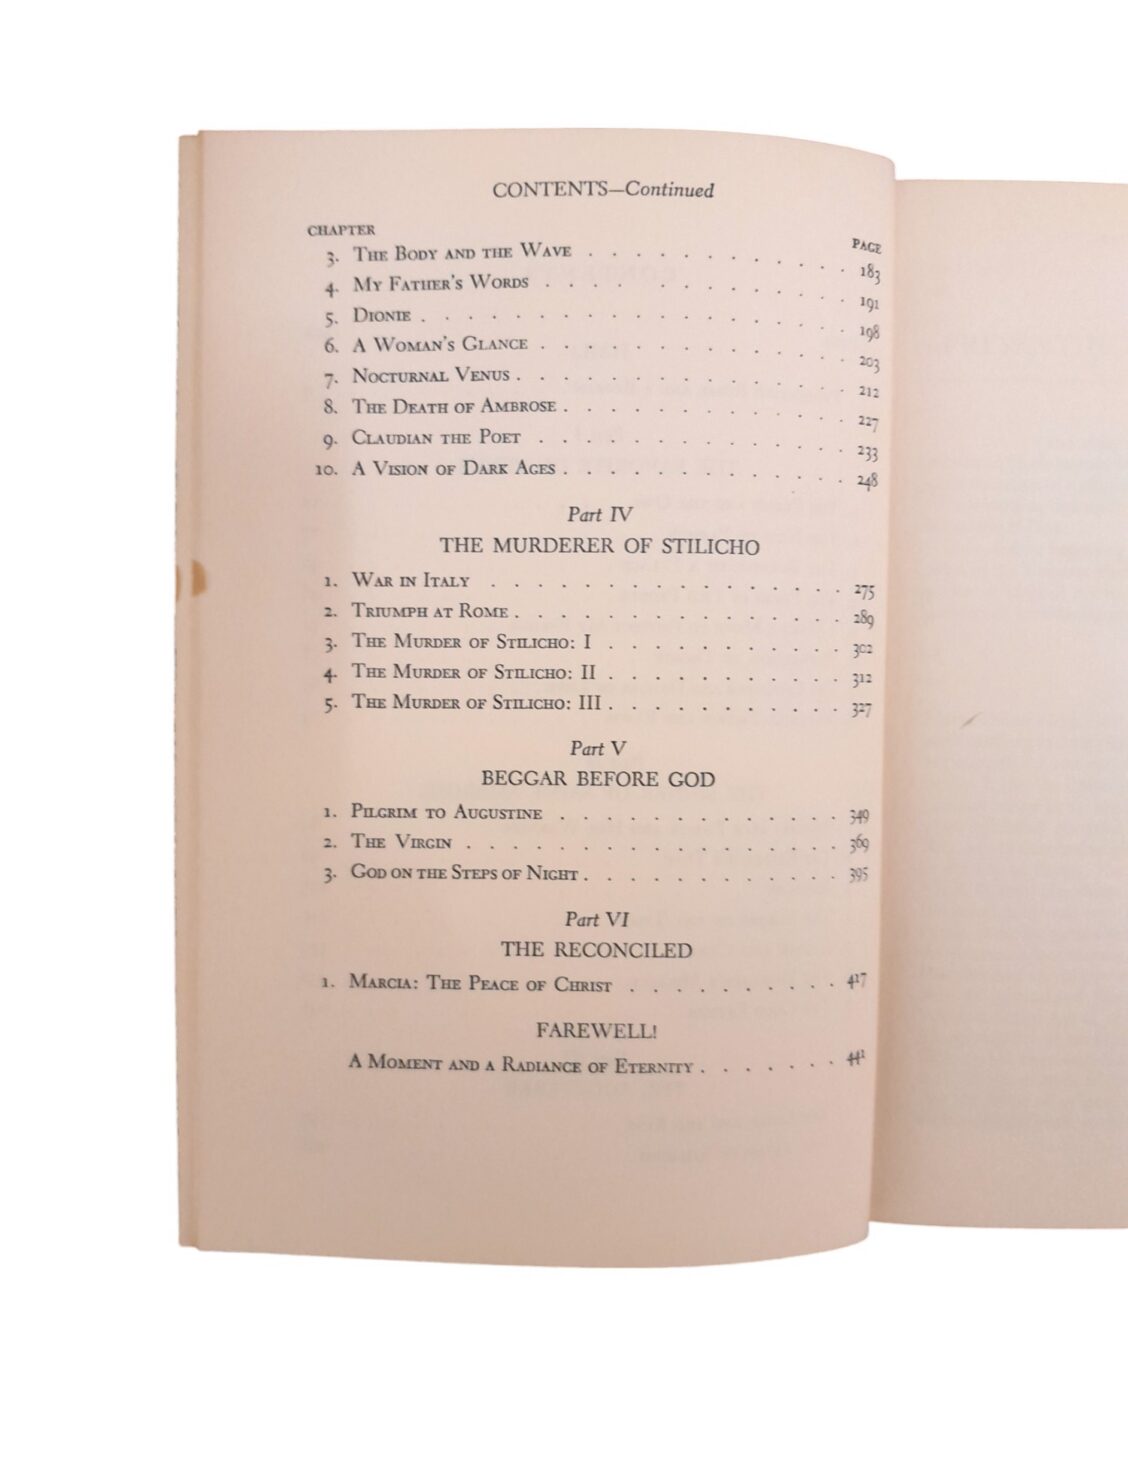 CONTENTS—Continued
CHAPTER PAGE
3. The Body and the Wave . . . . . . . . . . 183
4. My Father's Words . . . . . . . . . . . 191
5. Dionie . . . . . . . . . . . . . . . 198
6. A Woman's Glance . . . . . . . . . . . 203
7. Nocturnal Venus . . . . . . . . . . . . 212
8. The Death of Ambrose . . . . . . . . . . 227
9. Claudian the Poet . . . . . . . . . . . 233
10. A Vision of Dark Ages . . . . . . . . . . 248
Part IV
THE MURDERER OF STILICHO
1. War in Italy . . . . . . . . . . . . . 275
2. Triumph at Rome . . . . . . . . . . . . 289
3. The Murder of Stilicho: I . . . . . . . . . 302
4. The Murder of Stilicho: II . . . . . . . . . 312
5. The Murder of Stilicho: III . . . . . . . . . 327
Part V
BEGGAR BEFORE GOD
1. Pilgrim to Augustine . . . . . . . . . . . 349
2. The Virgin . . . . . . . . . . . . . . 369
3. God on the Steps of Night . . . . . . . . . . 395
Part VI
THE RECONCILED
1. Marcia: The Peace of Christ . . . . . . . . . 417
FAREWELL!
A Moment and a Radiance of Eternity . . . . . . . 441